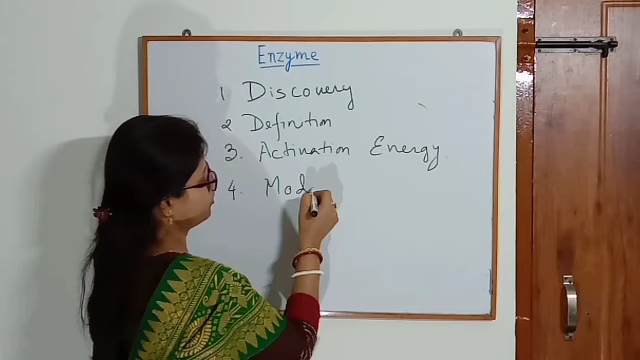 Enzyme
1 Discovery
2 Definition
3. Activation Energy.
4. Mod